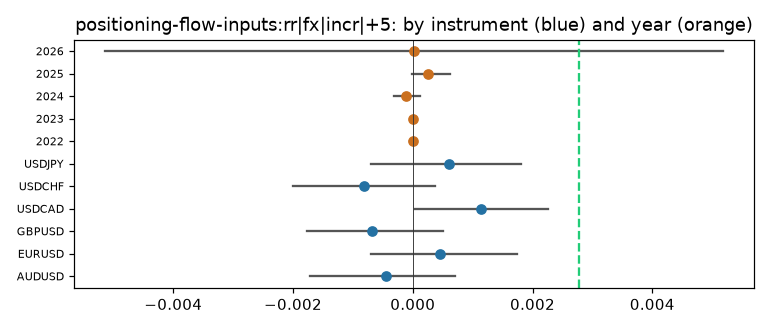 positioning-flow-inputs:rr|fx|incr|+5: by instrument (blue) and year (orange)
2026
2025
2024
2023
2022
USDJPY
USDCHF
USDCAD
GBPUSD
EURUSD
AUDUSD
−0.004 −0.002 0.000 0.002 0.004